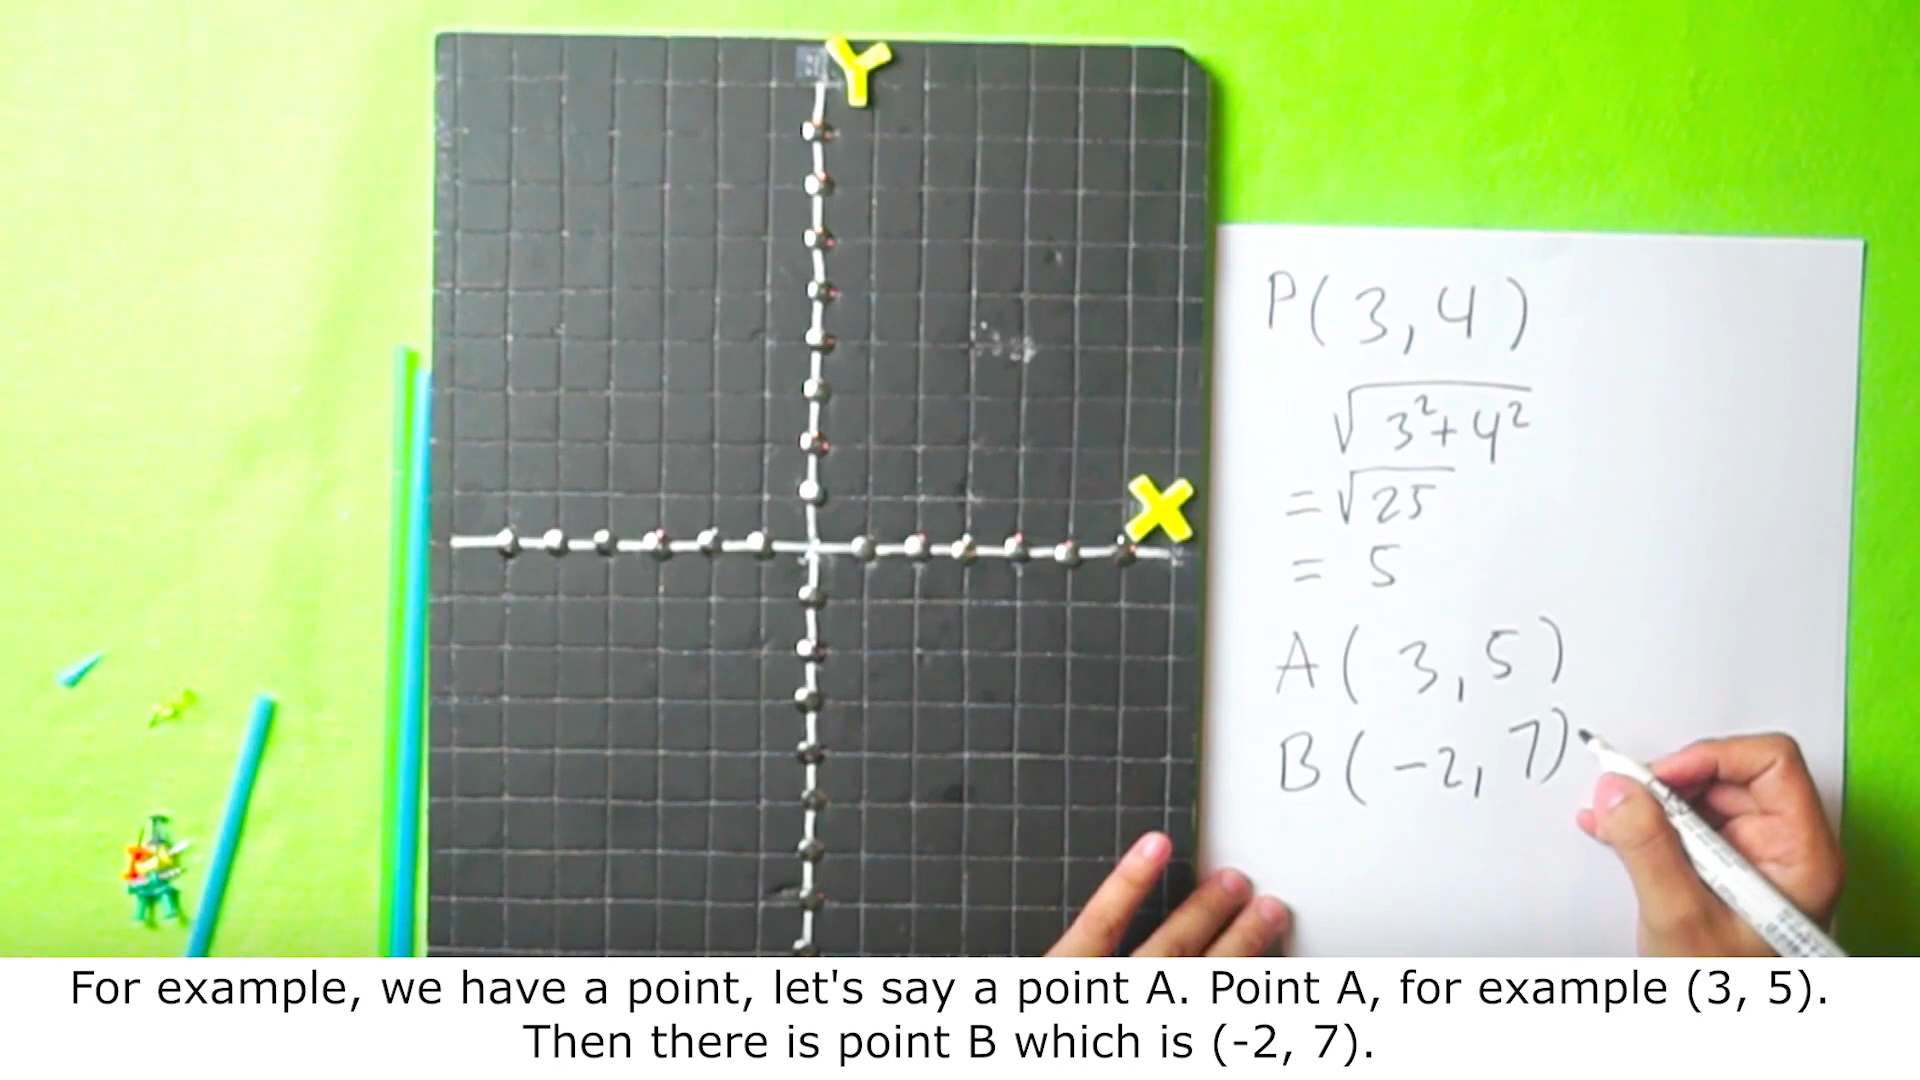 Y
X
P(3,4)
√3²+4²
=√25
= 5
A(3,5)
B(-2,7)
For example, we have a point, let's say a point A. Point A, for example (3, 5).
Then there is point B which is (-2, 7).